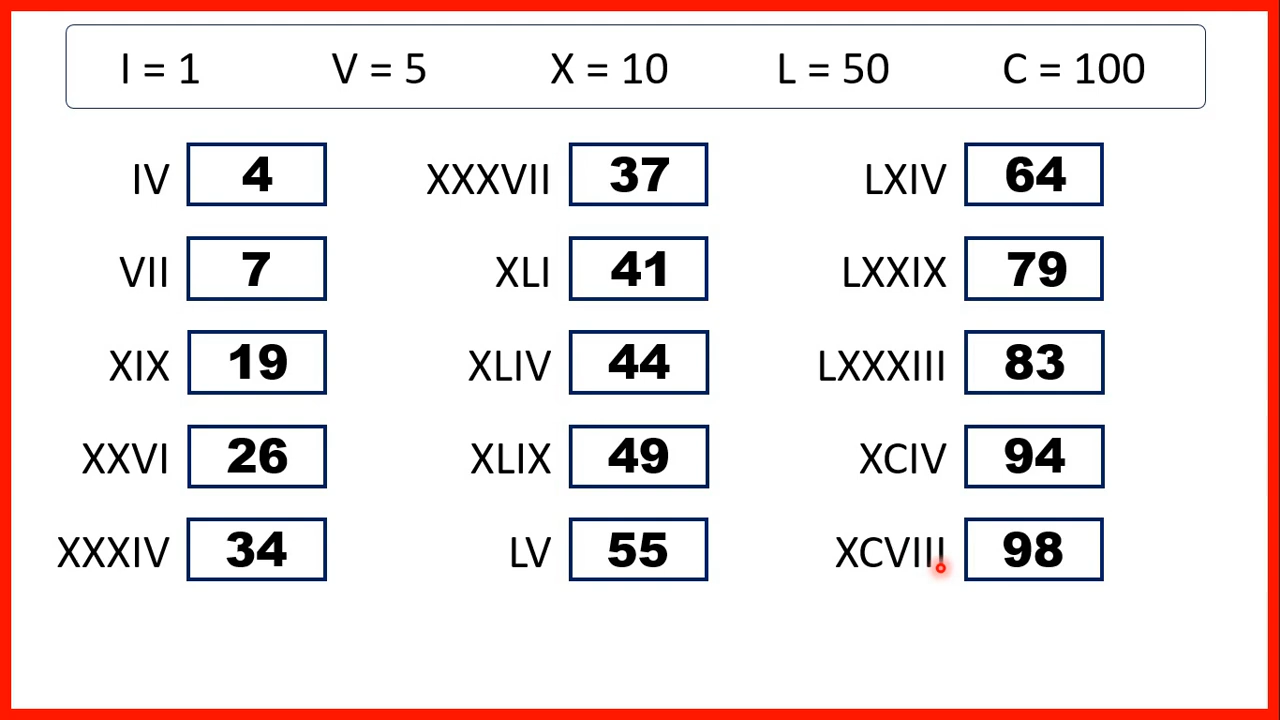 I = 1 V = 5 X = 10 L = 50 C = 100
IV 4 XXXVII 37 LXIV 64
VII 7 XLI 41 LXXIX 79
XIX 19 XLIV 44 LXXXIII 83
XXVI 26 XLIX 49 XCIV 94
XXXIV 34 LV 55 XCVIII 98